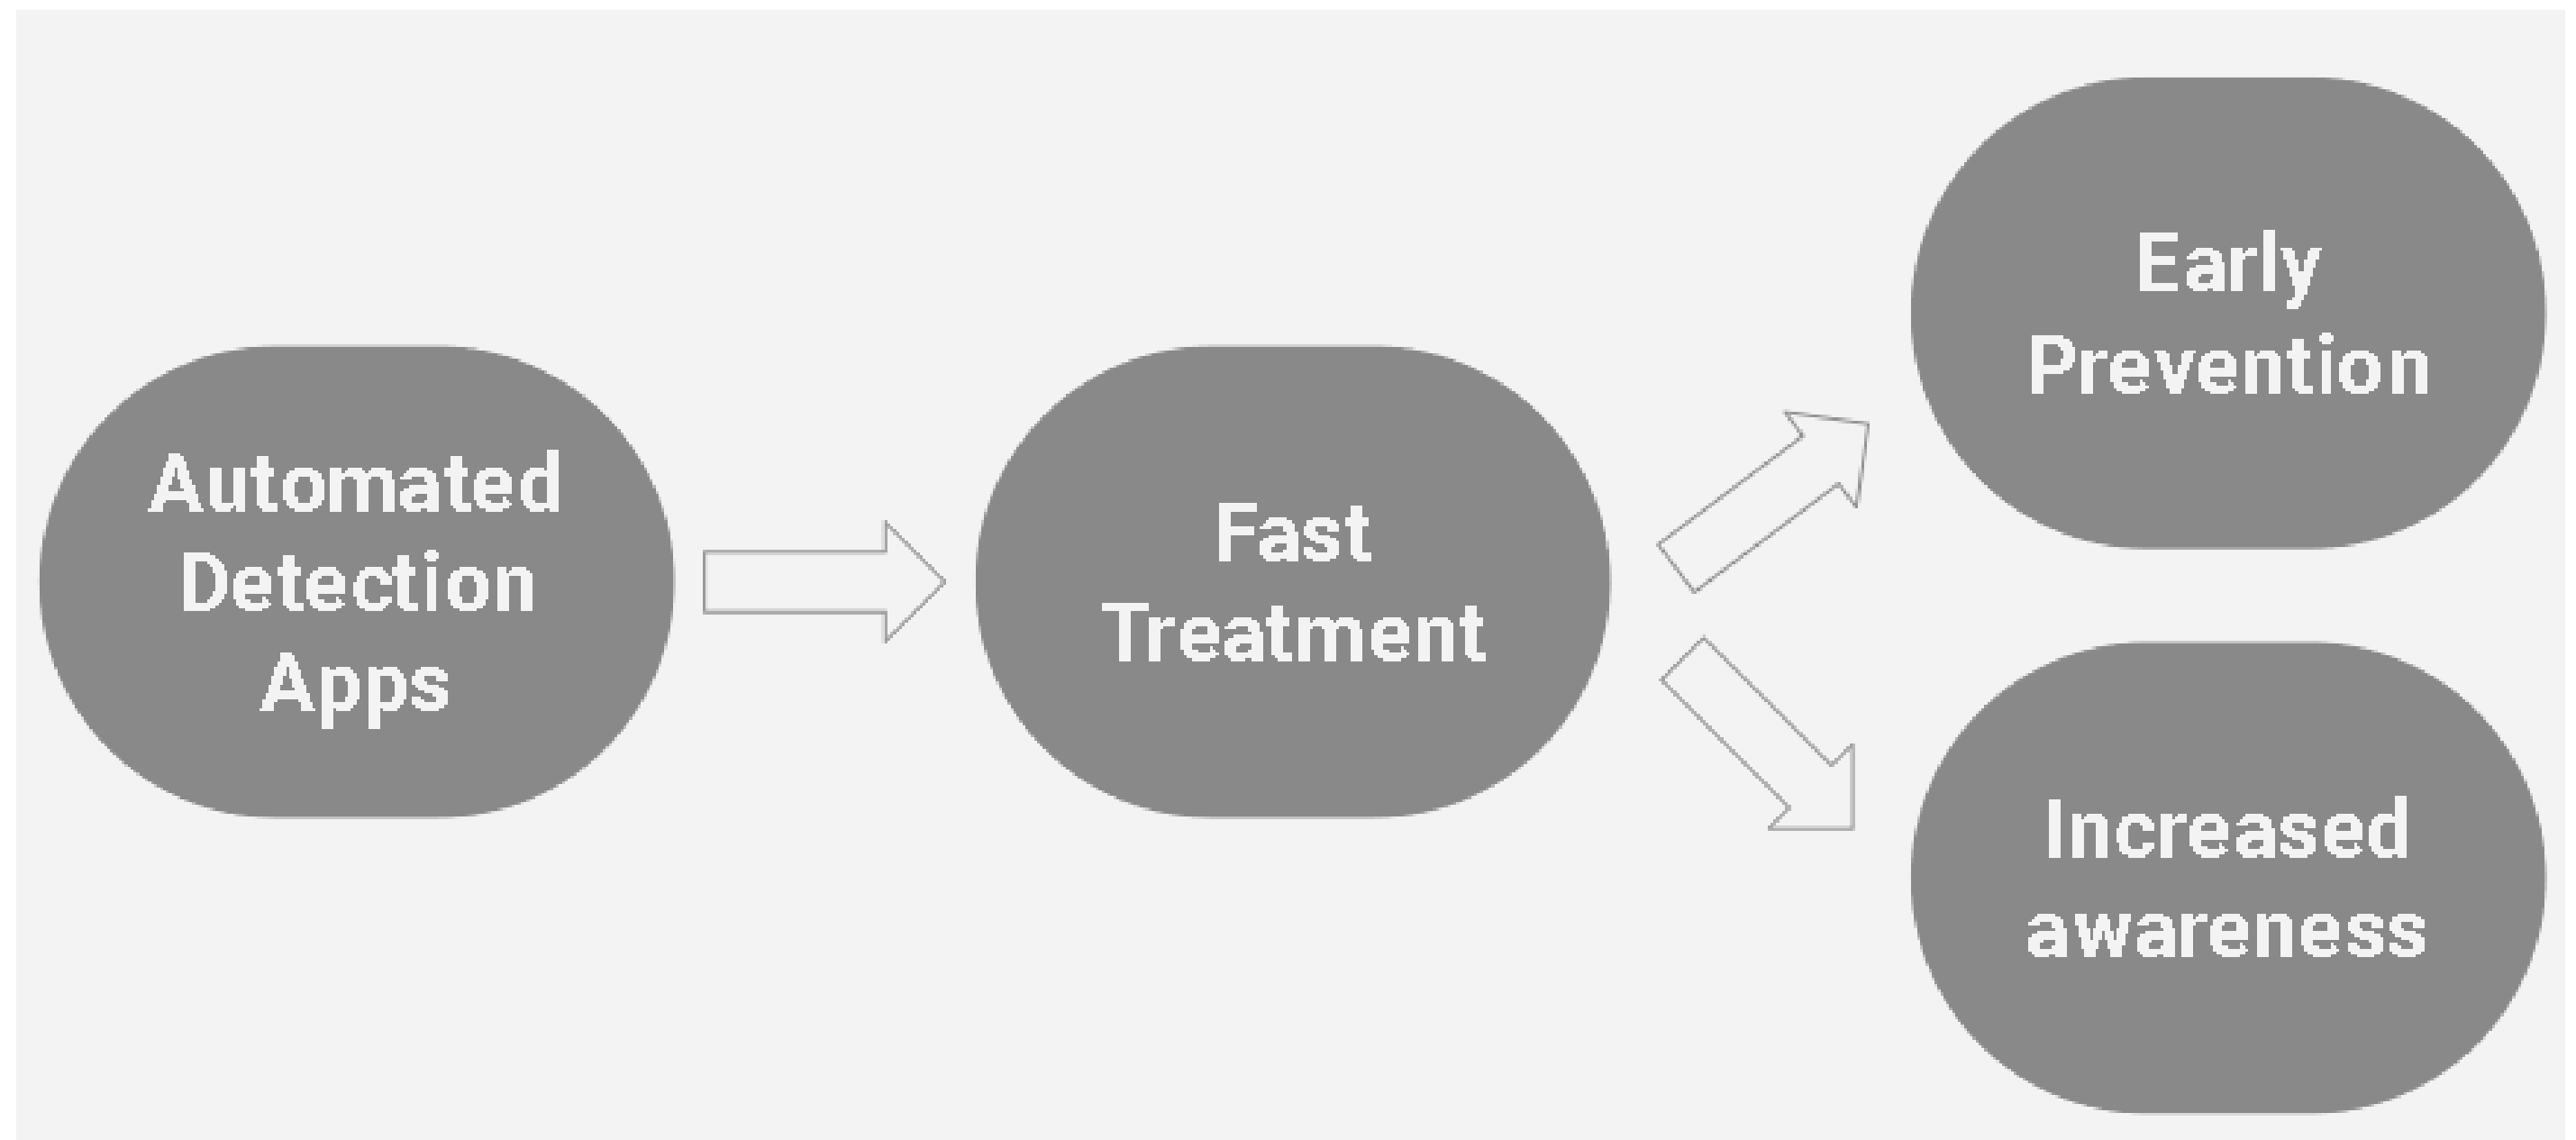 Automated
Detection
Apps
Fast
Treatment
Early
Prevention
Increased
awareness